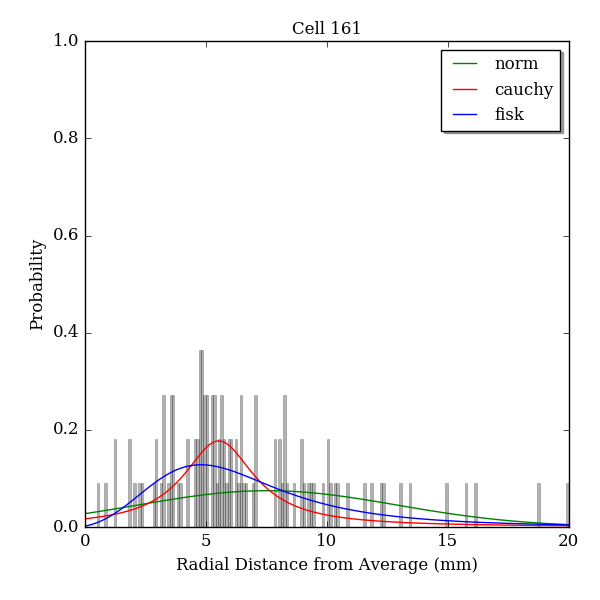 Cell 161
1.0
0.8
0.6
0.4
0.2
0.0
Probability
norm
cauchy
fisk
0 5 10 15 20
Radial Distance from Average (mm)